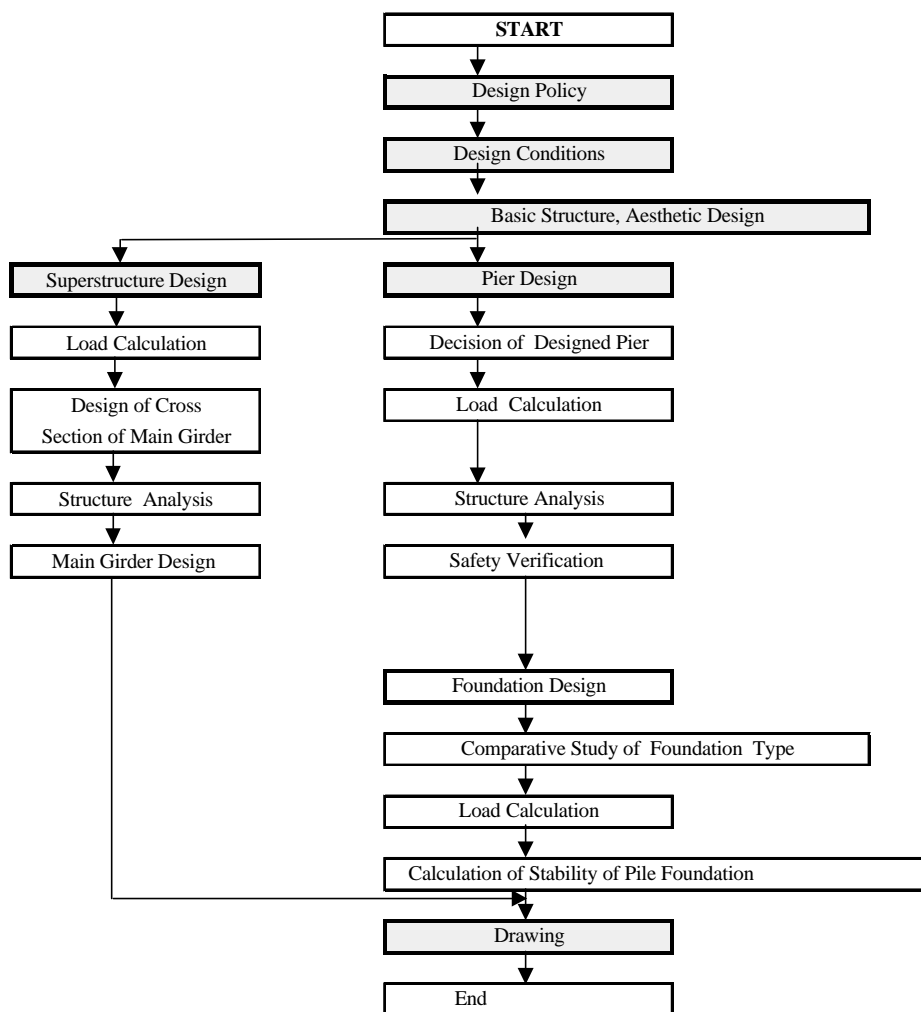 START
Design Policy
Design Conditions
Basic Structure, Aesthetic Design
Superstructure Design
Load Calculation
Design of Cross
Section of Main Girder
Structure Analysis
Main Girder Design
Pier Design
Decision of Designed Pier
Load Calculation
Structure Analysis
Safety Verification
Foundation Design
Comparative Study of Foundation Type
Load Calculation
Calculation of Stability of Pile Foundation
Drawing
End